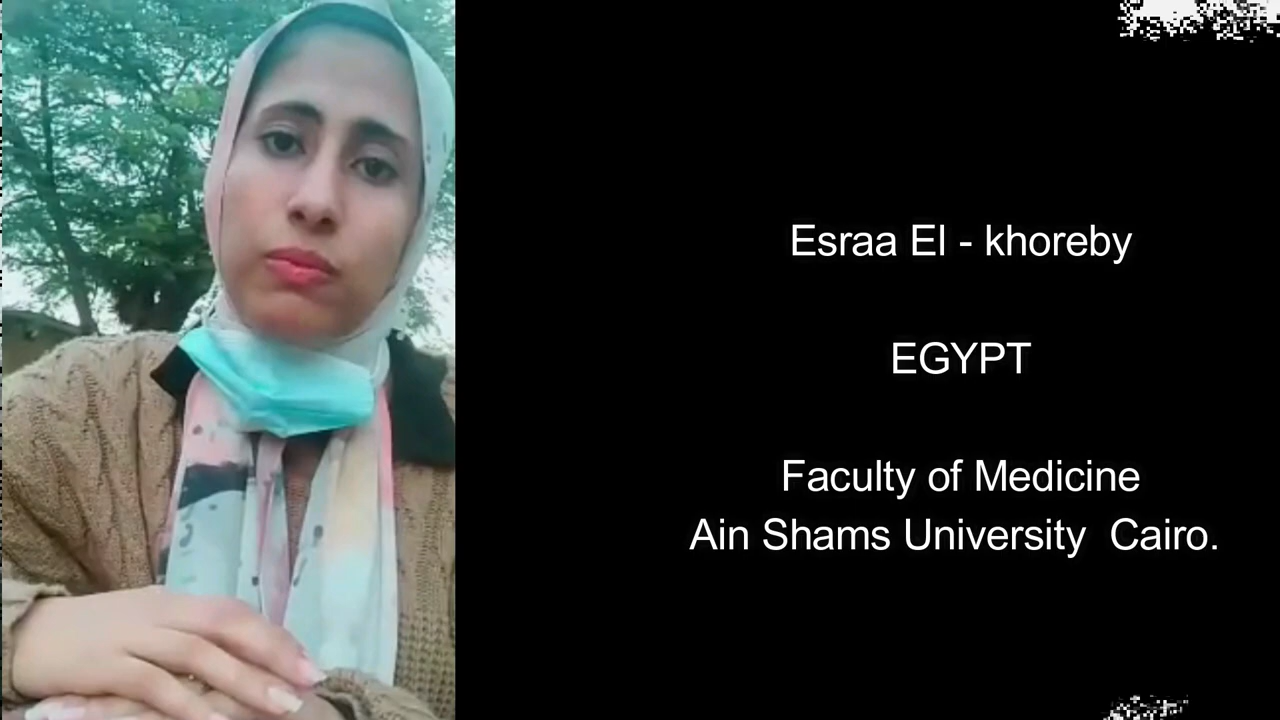 Esraa El - khoreby
EGYPT
Faculty of Medicine
Ain Shams University  Cairo.